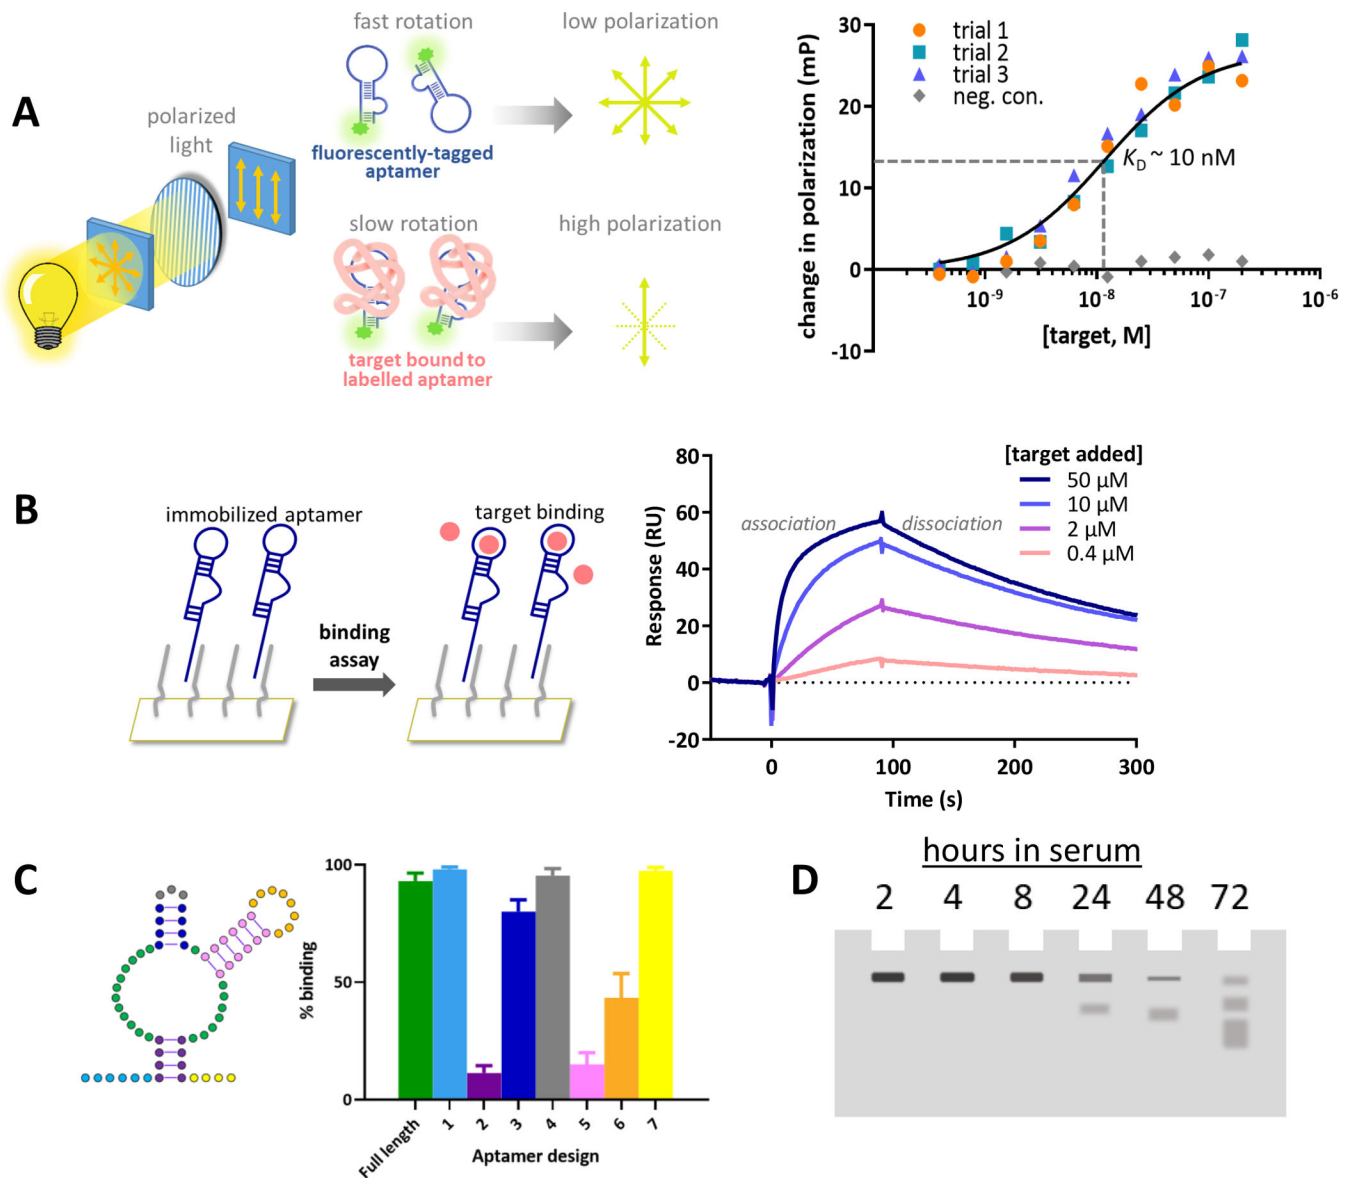 A
polarized
light
fast rotation
low polarization
fluorescently-tagged
aptamer
slow rotation
high polarization
target bound to
labelled aptamer
change in polarization (mP)
30
20
10
0
-10
trial 1
trial 2
trial 3
neg. con.
KD ~ 10 nM
10-9
10-8
10-7
10-6
[target, M]
B
immobilized aptamer
binding
assay
target binding
Response (RU)
80
60
40
20
0
-20
[target added]
50 μM
10 μM
2 μM
0.4 μM
association
dissociation
0
100
200
300
Time (s)
C
% binding
100
50
0
Full length
1
2
3
4
5
6
7
Aptamer design
D
hours in serum
2 4 8 24 48 72